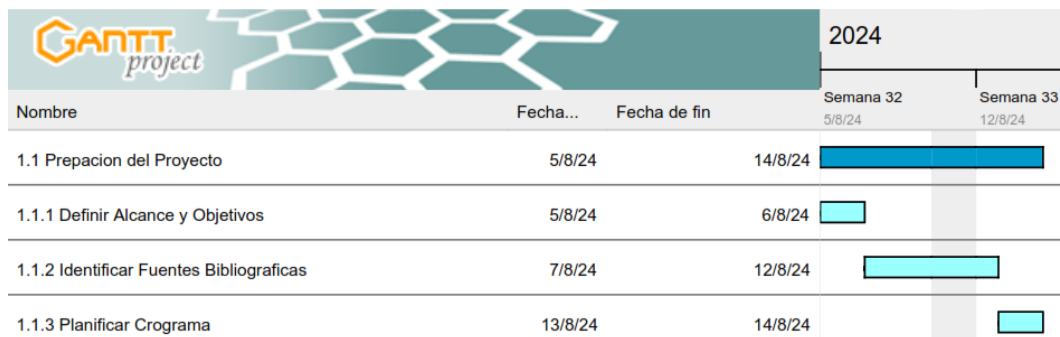 GANTT
project
2024
Nombre Fecha... Fecha de fin Semana 32 Semana 33
5/8/24 12/8/24
1.1 Prepacion del Proyecto 5/8/24 14/8/24
1.1.1 Definir Alcance y Objetivos 5/8/24 6/8/24
1.1.2 Identificar Fuentes Bibliograficas 7/8/24 12/8/24
1.1.3 Planificar Crograma 13/8/24 14/8/24